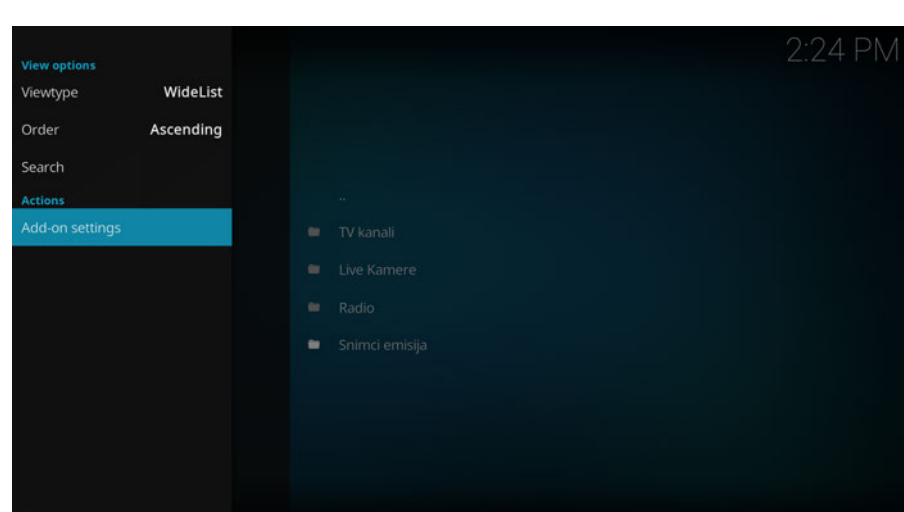 2:24 PM
View options
Viewtype WideList
Order Ascending
Search
Actions
Add-on settings
..
TV kanali
Live Kamere
Radio
Snimci emisija